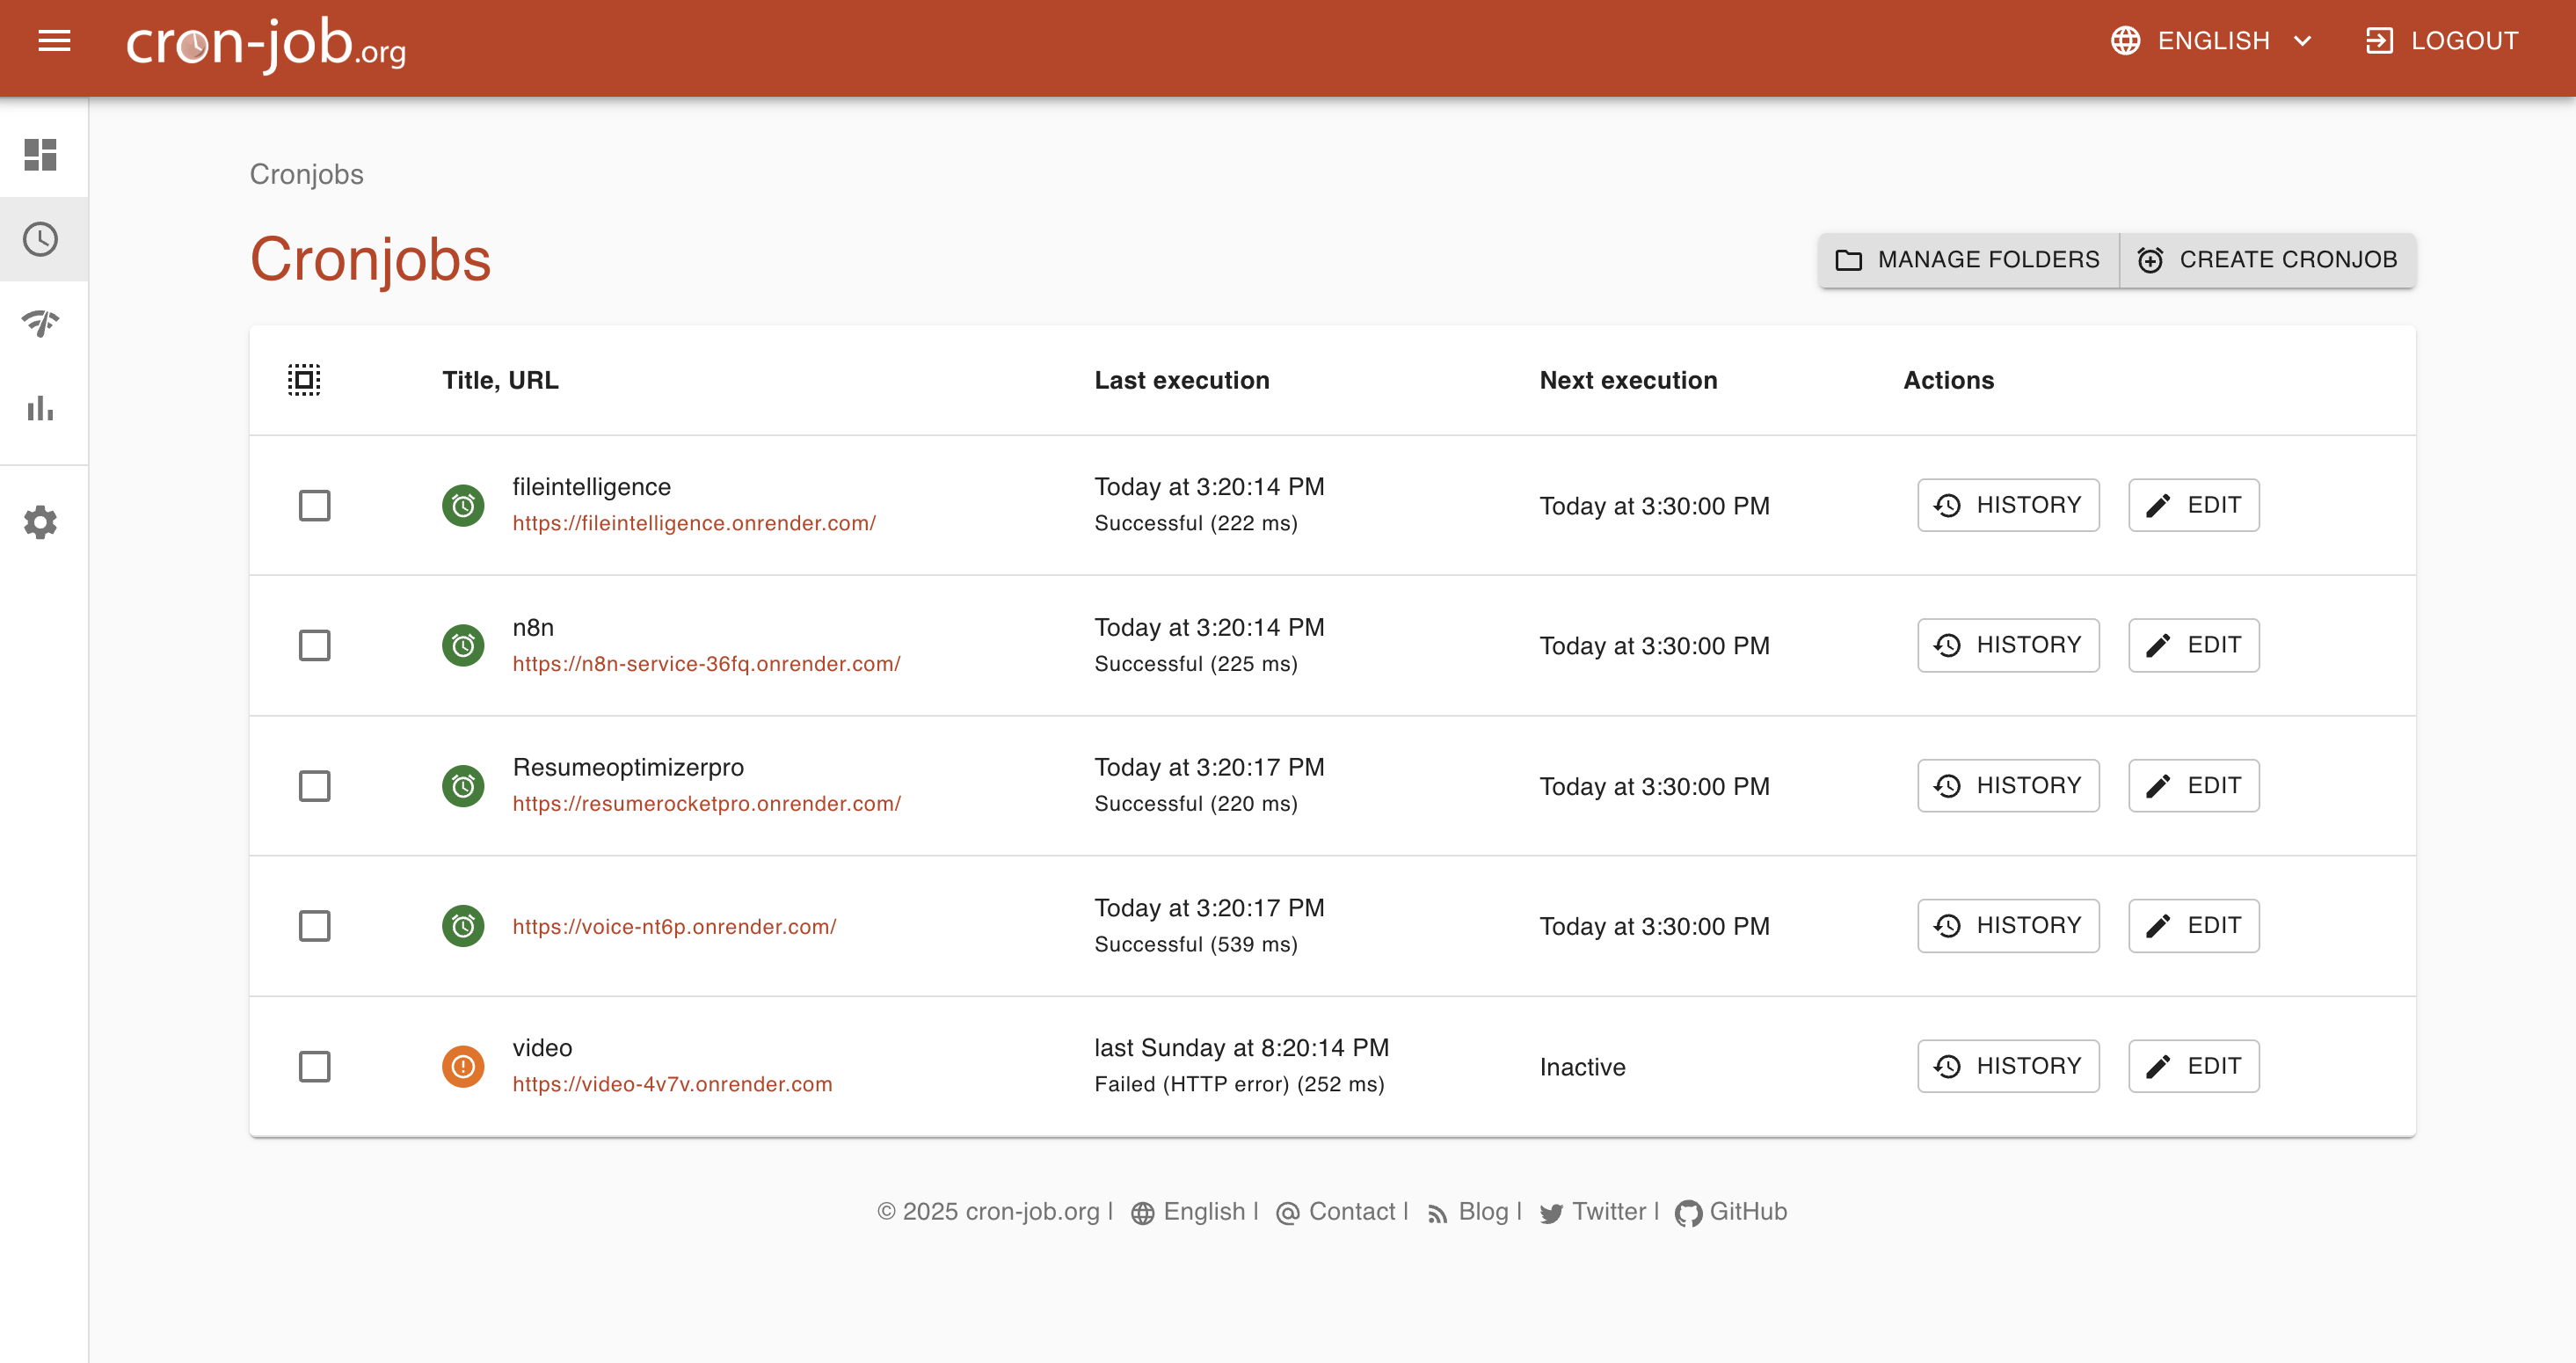 cron-job.org
ENGLISH
LOGOUT
Cronjobs
Cronjobs
MANAGE FOLDERS
CREATE CRONJOB
Title, URL
Last execution
Next execution
Actions
fileintelligence
https://fileintelligence.onrender.com/
Today at 3:20:14 PM
Successful (222 ms)
Today at 3:30:00 PM
HISTORY
EDIT
n8n
https://n8n-service-36fq.onrender.com/
Today at 3:20:14 PM
Successful (225 ms)
Today at 3:30:00 PM
HISTORY
EDIT
Resumeoptimizerpro
https://resumerocketpro.onrender.com/
Today at 3:20:17 PM
Successful (220 ms)
Today at 3:30:00 PM
HISTORY
EDIT
https://voice-nt6p.onrender.com/
Today at 3:20:17 PM
Successful (539 ms)
Today at 3:30:00 PM
HISTORY
EDIT
video
https://video-4v7v.onrender.com
last Sunday at 8:20:14 PM
Failed (HTTP error) (252 ms)
Inactive
HISTORY
EDIT
© 2025 cron-job.org | English | Contact | Blog | Twitter | GitHub